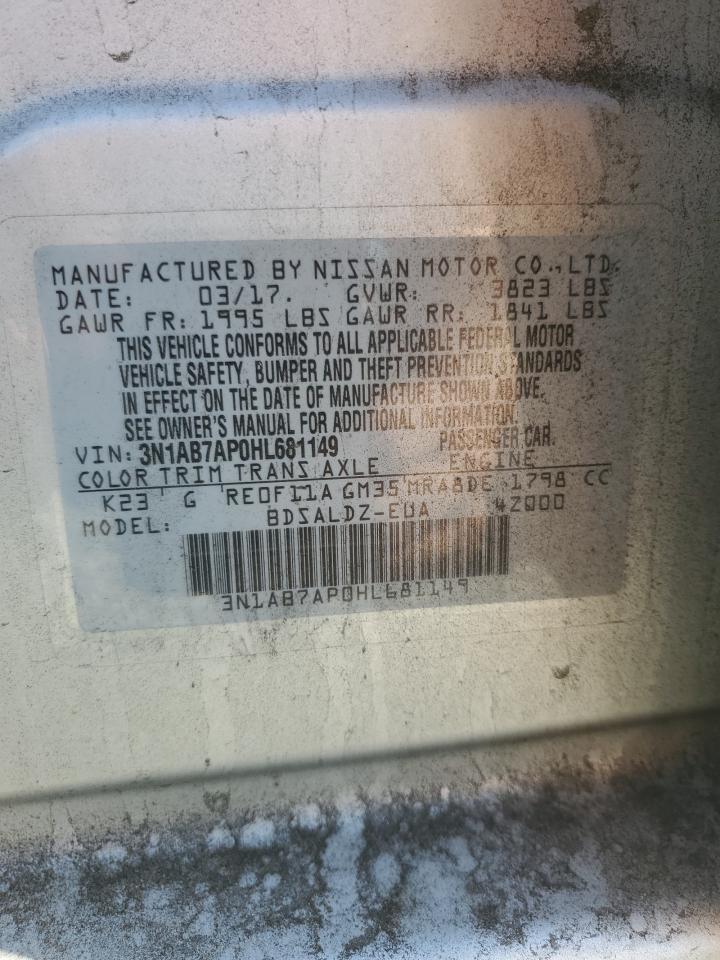 MANUFACTURED BY NISSAN MOTOR CO., LTD.
DATE: 03/17. GVWR: 3823 LBS
GAWR FR: 1995 LBS GAWR RR: 1841 LBS
THIS VEHICLE CONFORMS TO ALL APPLICABLE FEDERAL MOTOR
VEHICLE SAFETY, BUMPER AND THEFT PREVENTION STANDARDS
IN EFFECT ON THE DATE OF MANUFACTURE SHOWN ABOVE.
SEE OWNER'S MANUAL FOR ADDITIONAL INFORMATION.
VIN: 3N1AB7AP0HL681149 PASSENGER CAR.
COLOR TRIM TRANS AXLE ENGINE
K23 G RE0F11A GM35 MRA8DE 1798 CC
MODEL: BDSALDZ-EUA 4Z000
3N1AB7AP0HL681149